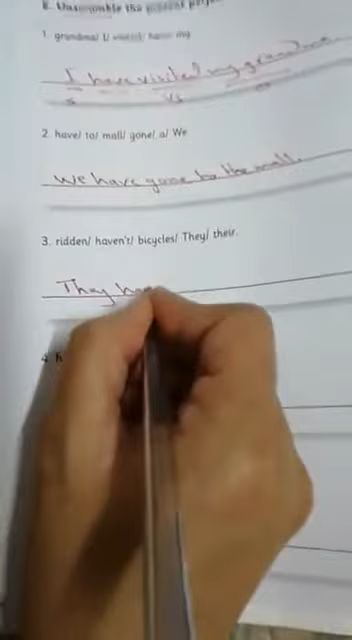 E. Unscramble the present
1. grandma/ I/ visited/ have/ my
I have visited my grandma
S
2. have/ to/ mall/ gone/ a/ We
We have gone to the mall.
3. ridden/ haven't/ bicycles/ They/ their.
They ha
4.